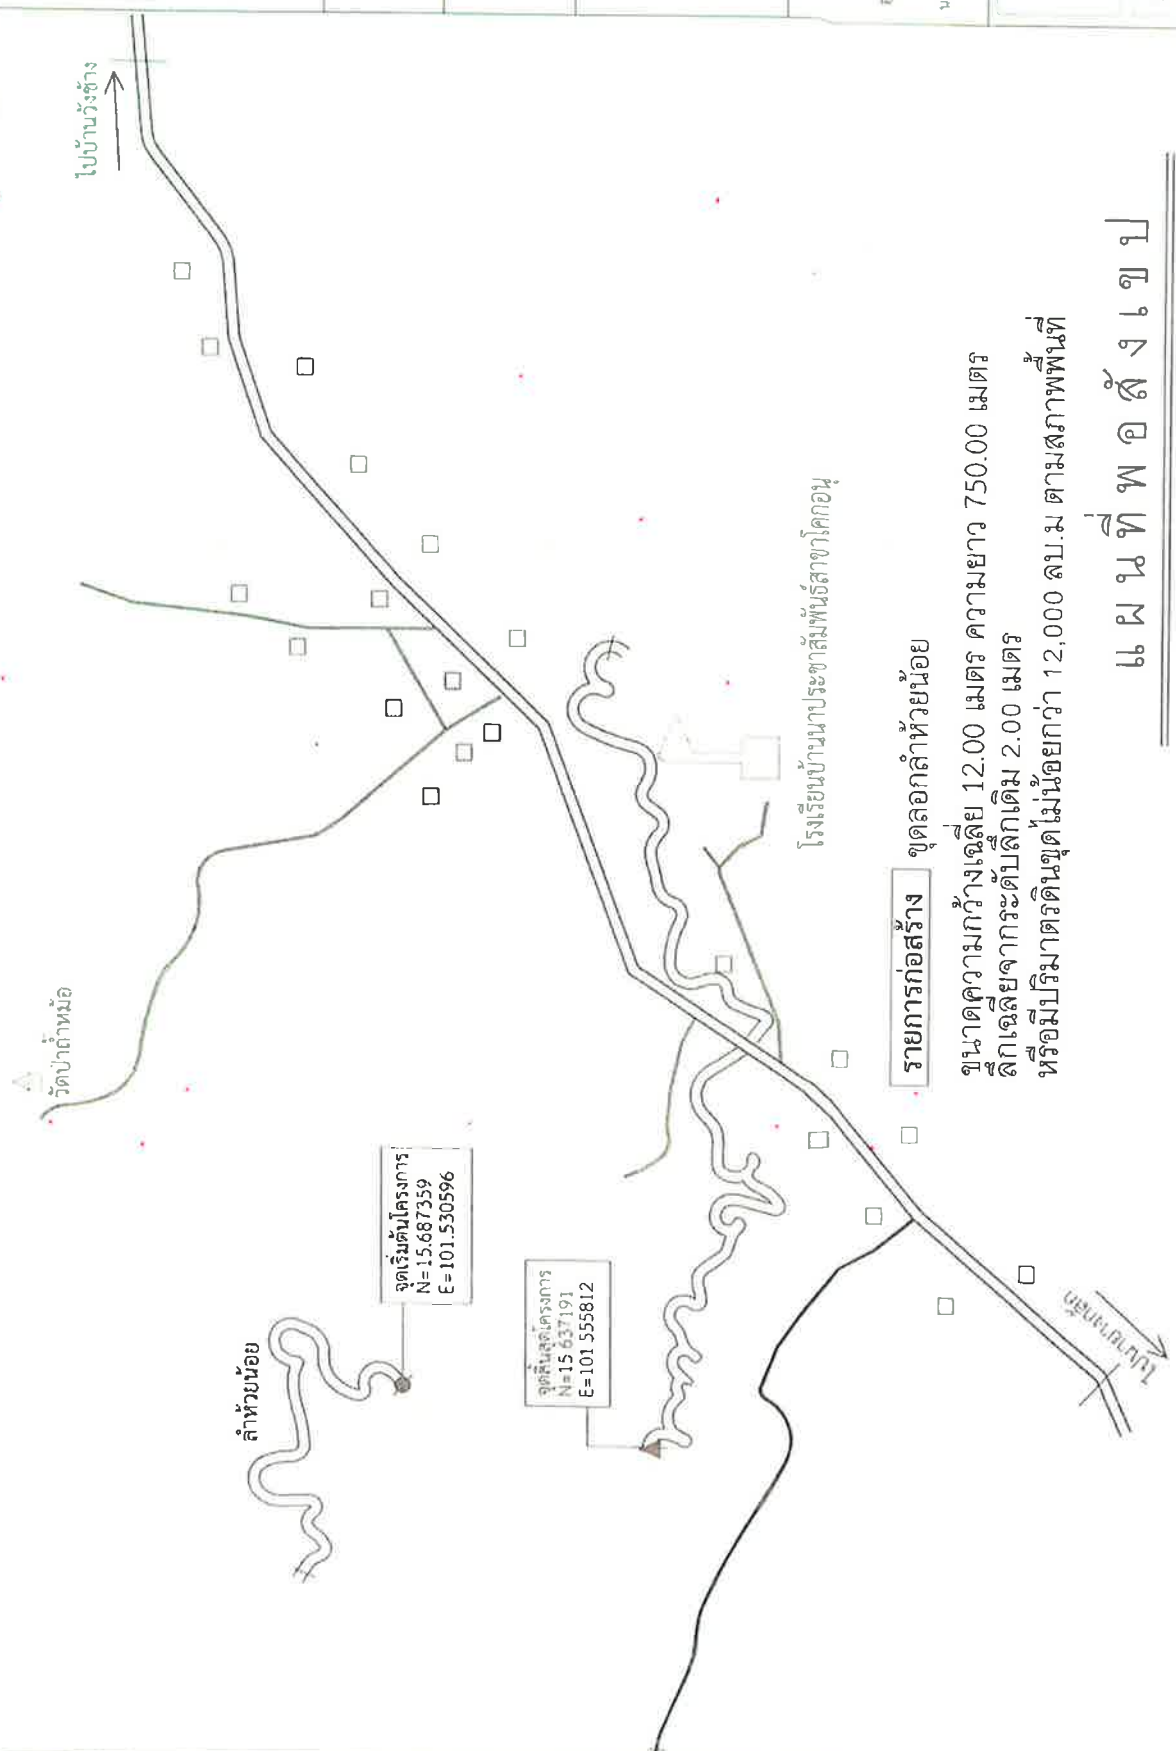 ไปบ้านวังช้าง
วัดป่าถ้ำหมือ
ลำห้วยน้อย
จุดเริ่มต้นโครงการ
N=15.687359
E=101.530596
จุดสิ้นสุดโครงการ
N=15 637191
E=101 555812
โรงเรียนบ้านนาประชาสัมพันธ์สาขาโคกอนุ
รายการก่อสร้าง ขุดลอกลำห้วยน้อย
ขนาดความกว้างเฉลี่ย 12.00 เมตร ความยาว 750.00 เมตร
ลึกเฉลี่ยจากระดับลึกเดิม 2.00 เมตร
หรือมีปริมาตรดินขุดไม่น้อยกว่า 12,000 ลบ.ม ตามสภาพพื้นที่
ไปนายางกลัก
แผนที่พอสังเขป